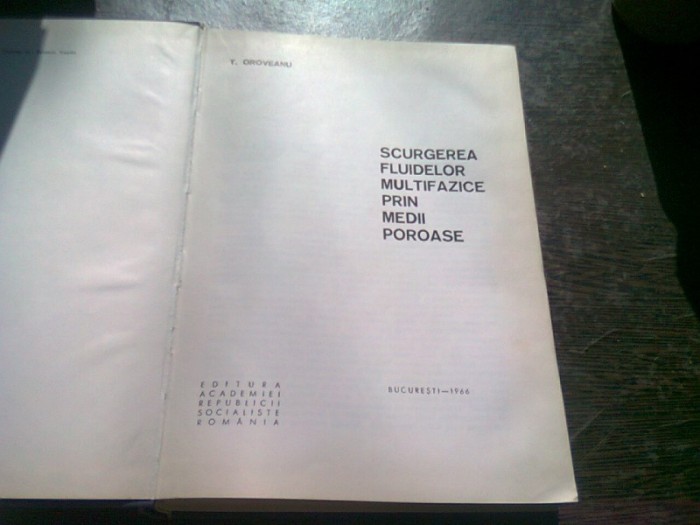 T. OROVEANU
SCURGEREA
FLUIDELOR
MULTIFAZICE
PRIN
MEDII
POROASE
EDITURA
ACADEMIEI
REPUBLICII
SOCIALISTE
ROMÂNIA
BUCUREȘTI—1966